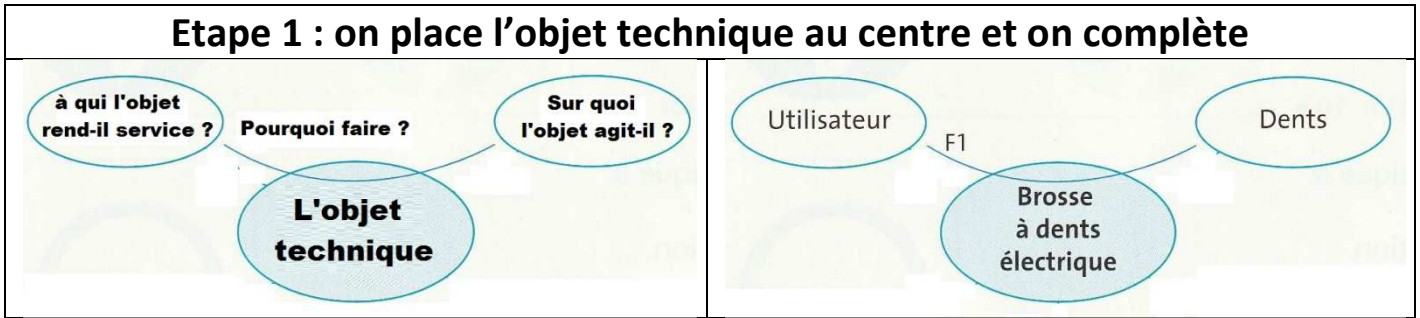 Etape 1 : on place l’objet technique au centre et on complète
à qui l'objet
rend-il service ?
Pourquoi faire ?
Sur quoi
l'objet agit-il ?
L'objet
technique
Utilisateur
F1
Dents
Brosse
à dents
électrique